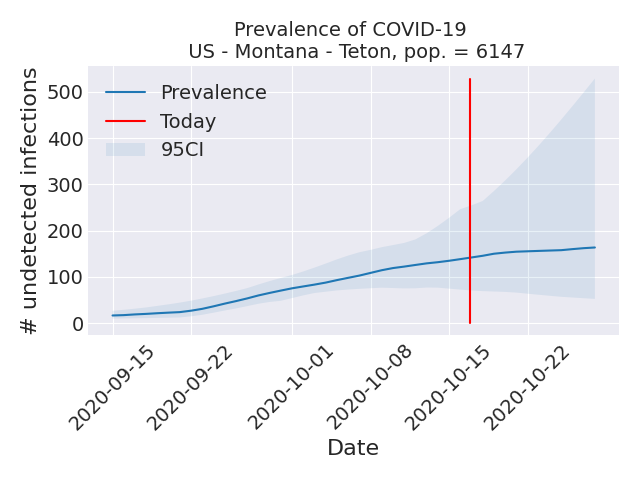 Prevalence of COVID-19
US - Montana - Teton, pop. = 6147
# undetected infections
500
400
300
200
100
0
Prevalence
Today
95CI
2020-09-15
2020-09-22
2020-10-01
2020-10-08
2020-10-15
2020-10-22
Date